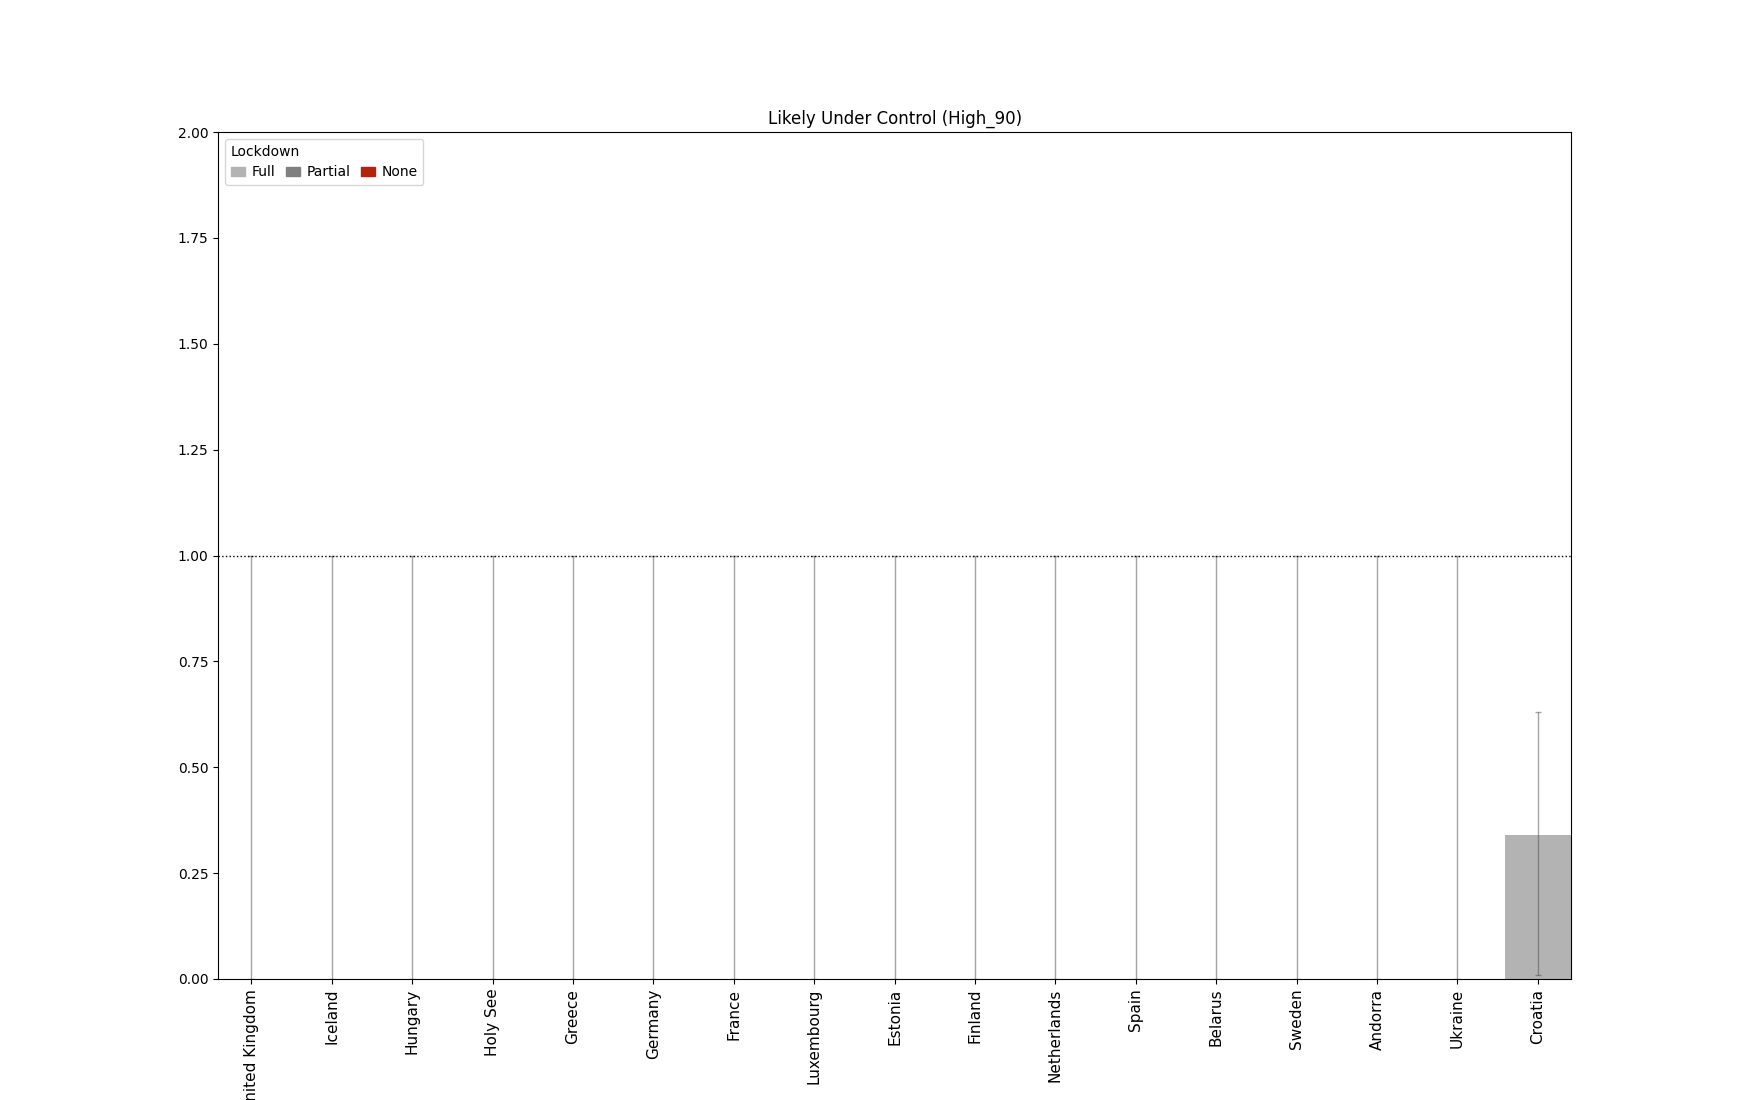 Likely Under Control (High_90)
2.00
Lockdown
Full Partial None
1.75
1.50
1.25
1.00
0.75
0.50
0.25
0.00
nited Kingdom
Iceland
Hungary
Holy See
Greece
Germany
France
Luxembourg
Estonia
Finland
Netherlands
Spain
Belarus
Sweden
Andorra
Ukraine
Croatia